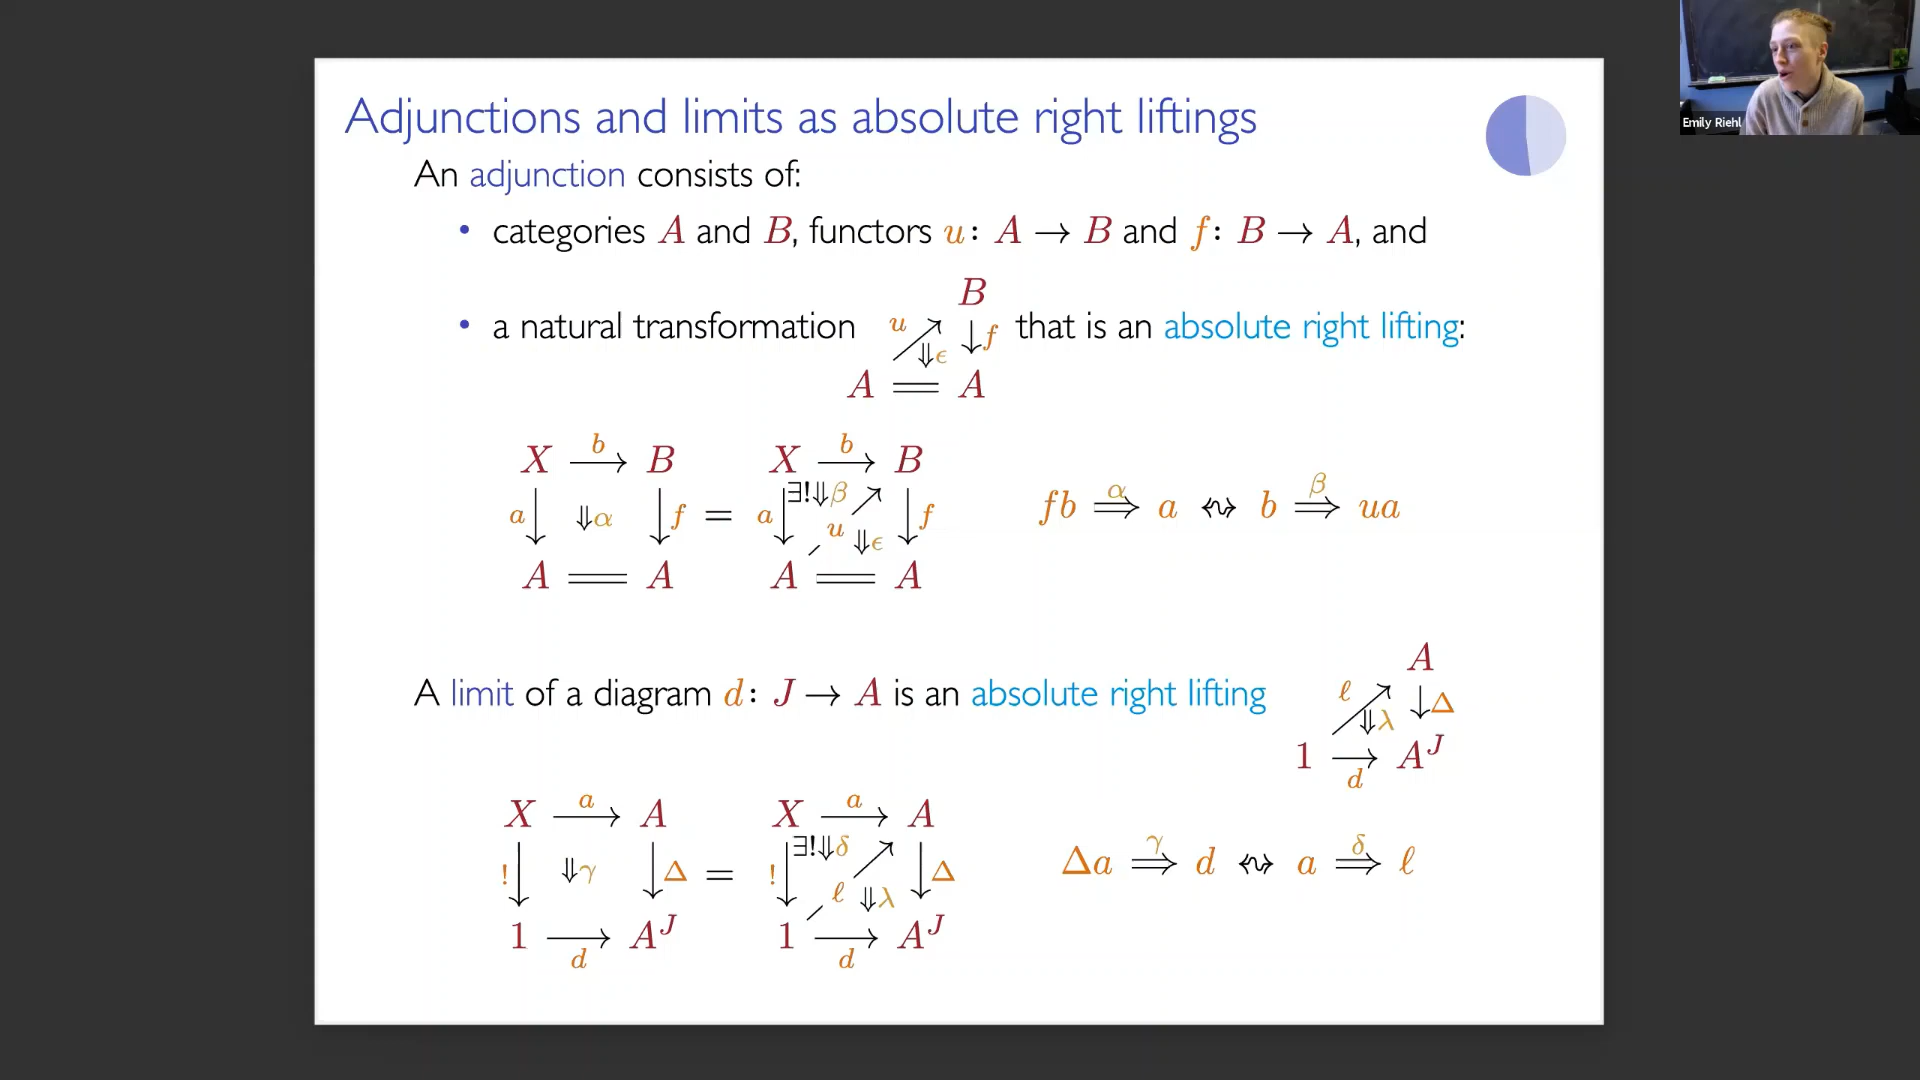 Adjunctions and limits as absolute right liftings
Emily Riehl
An adjunction consists of:
• categories A and B, functors u: A → B and f: B → A, and
B
• a natural transformation u ⇓ϵ f that is an absolute right lifting:
A = A
X b B = X b B
a ⇓α f a ∃!⇓β u ⇓ϵ f
A = A A = A
fb ⇒α a ↭ b ⇒β ua
A limit of a diagram d: J → A is an absolute right lifting
A
ℓ ⇓λ Δ
1 → A^J
d
X a A = X a A
! ⇓γ Δ ! ∃!⇓δ ℓ ⇓λ Δ
1 → A^J 1 → A^J
d d
Δa ⇒γ d ↭ a ⇒δ ℓ